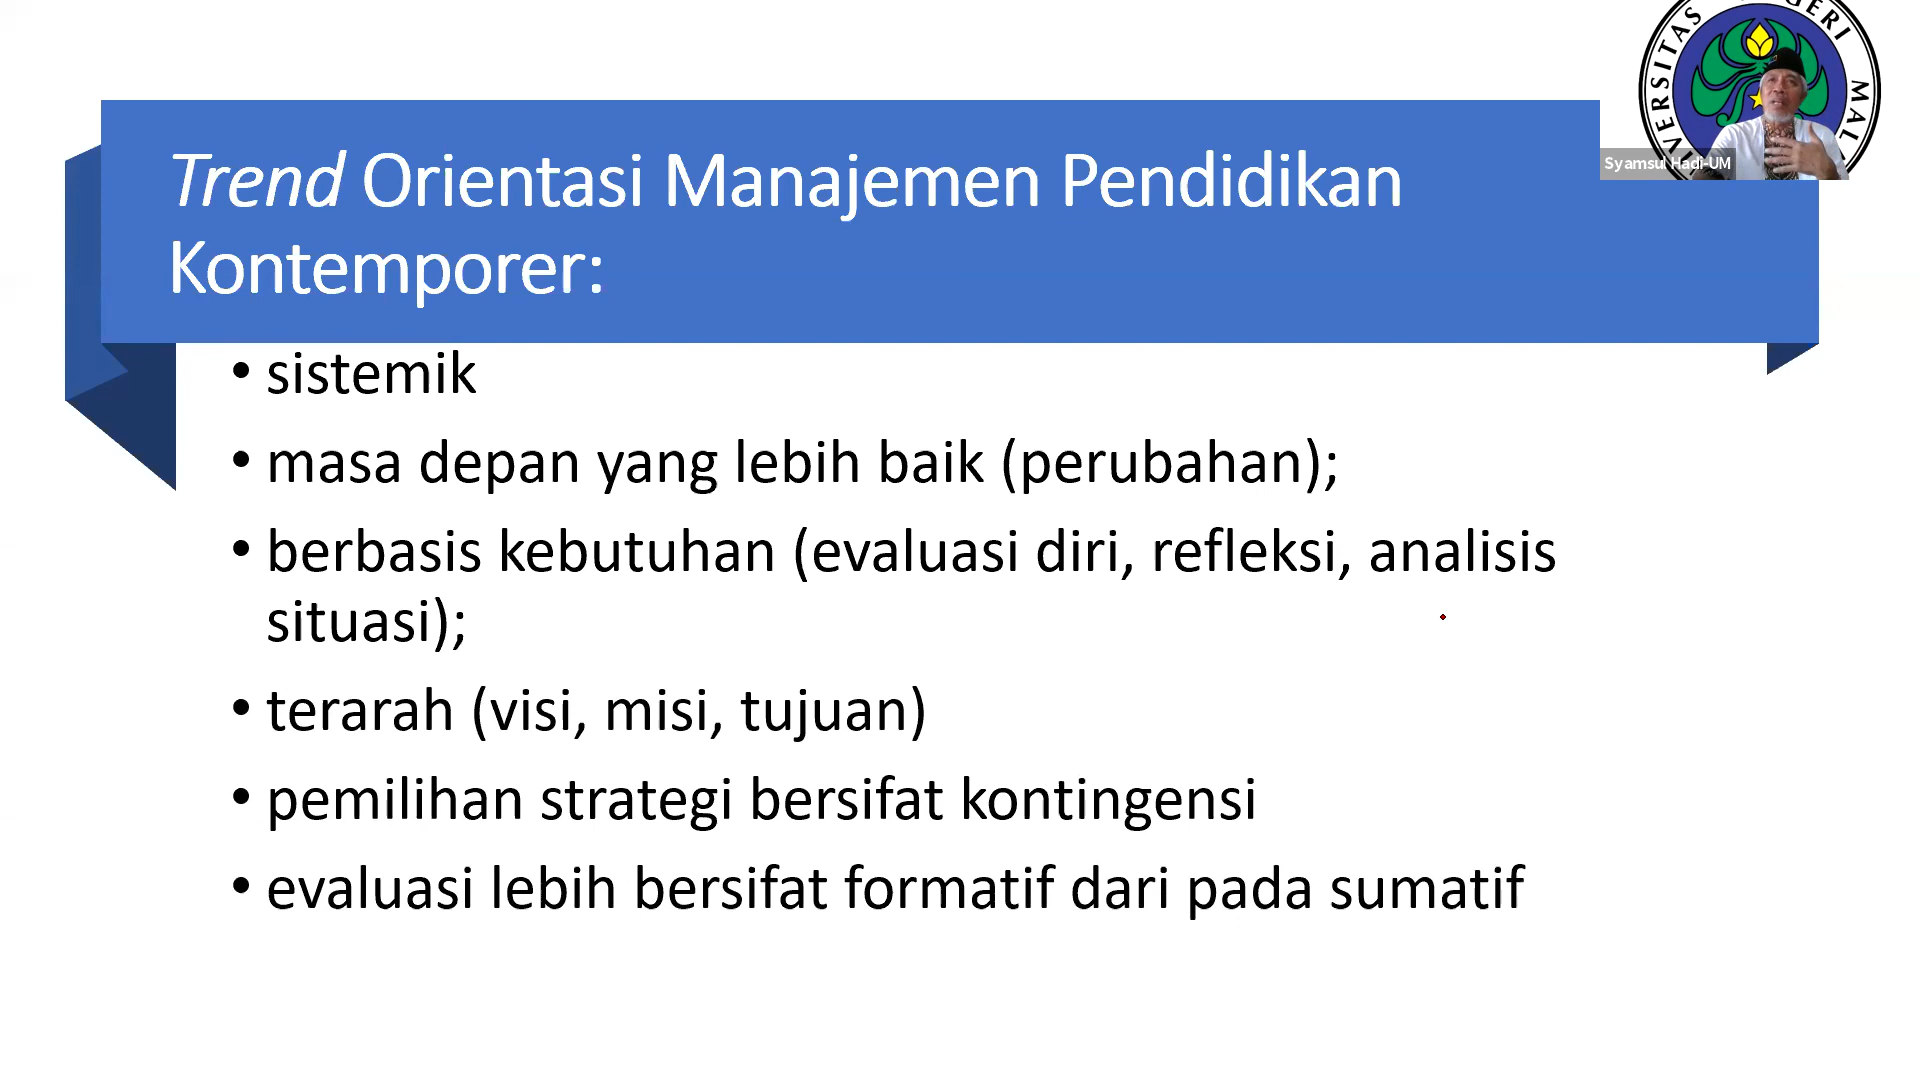 Trend Orientasi Manajemen Pendidikan
Kontemporer:
Syamsul Hadi-UM
• sistemik
• masa depan yang lebih baik (perubahan);
• berbasis kebutuhan (evaluasi diri, refleksi, analisis
situasi);
• terarah (visi, misi, tujuan)
• pemilihan strategi bersifat kontingensi
• evaluasi lebih bersifat formatif dari pada sumatif